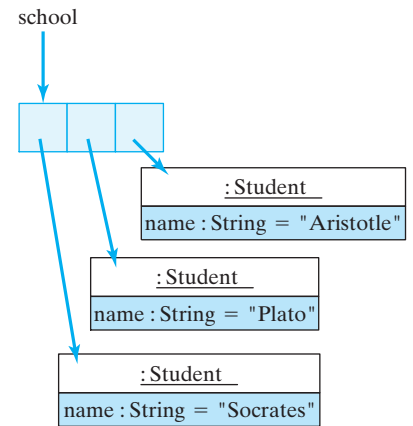 school
:Student
name : String = "Aristotle"
:Student
name : String = "Plato"
:Student
name : String = "Socrates"